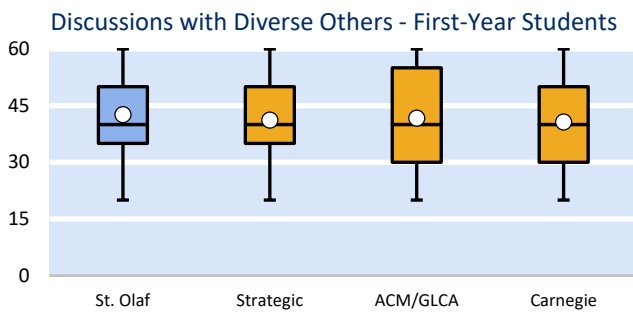 Discussions with Diverse Others - First-Year Students
60
45
30
15
0
St. Olaf Strategic ACM/GLCA Carnegie